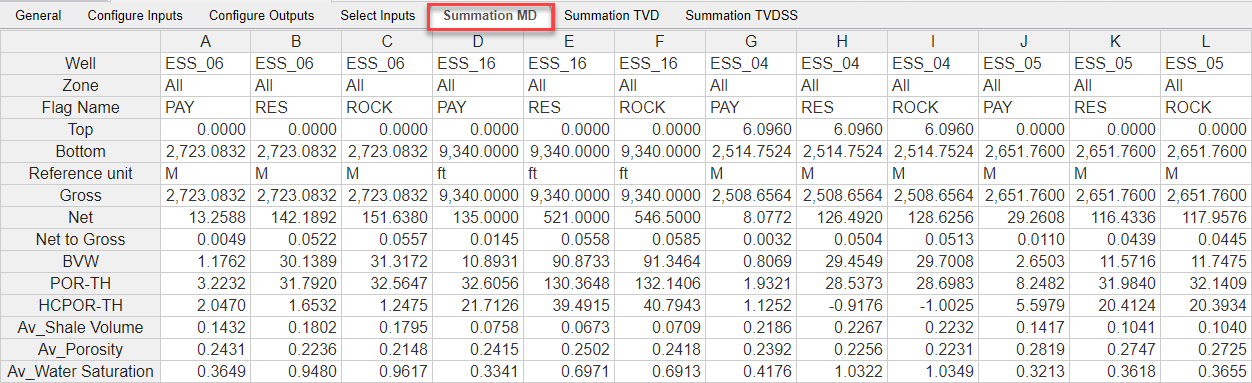 General Configure Inputs Configure Outputs Select Inputs Summation MD Summation TVD Summation TVDSS
A B C D E F G H I J K L
Well ESS_06 ESS_06 ESS_06 ESS_16 ESS_16 ESS_16 ESS_04 ESS_04 ESS_04 ESS_05 ESS_05 ESS_05
Zone All All All All All All All All All All All All
Flag Name PAY RES ROCK PAY RES ROCK PAY RES ROCK PAY RES ROCK
Top 0.0000 0.0000 0.0000 0.0000 0.0000 0.0000 6.0960 6.0960 6.0960 0.0000 0.0000 0.0000
Bottom 2,723.0832 2,723.0832 2,723.0832 9,340.0000 9,340.0000 9,340.0000 2,514.7524 2,514.7524 2,514.7524 2,651.7600 2,651.7600 2,651.7600
Reference unit M M M ft ft ft M M M M M M
Gross 2,723.0832 2,723.0832 2,723.0832 9,340.0000 9,340.0000 9,340.0000 2,508.6564 2,508.6564 2,508.6564 2,651.7600 2,651.7600 2,651.7600
Net 13.2588 142.1892 151.6380 135.0000 521.0000 546.5000 8.0772 126.4920 128.6256 29.2608 116.4336 117.9576
Net to Gross 0.0049 0.0522 0.0557 0.0145 0.0558 0.0585 0.0032 0.0504 0.0513 0.0110 0.0439 0.0445
BVW 1.1762 30.1389 31.3172 10.8931 90.8733 91.3464 0.8069 29.4549 29.7008 2.6503 11.5716 11.7475
POR-TH 3.2232 31.7920 32.5647 32.6056 130.3648 132.1406 1.9321 28.5373 28.6983 8.2482 31.9840 32.1409
HCPOR-TH 2.0470 1.6532 1.2475 21.7126 39.4915 40.7943 1.1252 -0.9176 -1.0025 5.5979 20.4124 20.3934
Av_Shale Volume 0.1432 0.1802 0.1795 0.0758 0.0673 0.0709 0.2186 0.2267 0.2232 0.1417 0.1041 0.1040
Av_Porosity 0.2431 0.2236 0.2148 0.2415 0.2502 0.2418 0.2392 0.2256 0.2231 0.2819 0.2747 0.2725
Av_Water Saturation 0.3649 0.9480 0.9617 0.3341 0.6971 0.6913 0.4176 1.0322 1.0349 0.3213 0.3618 0.3655